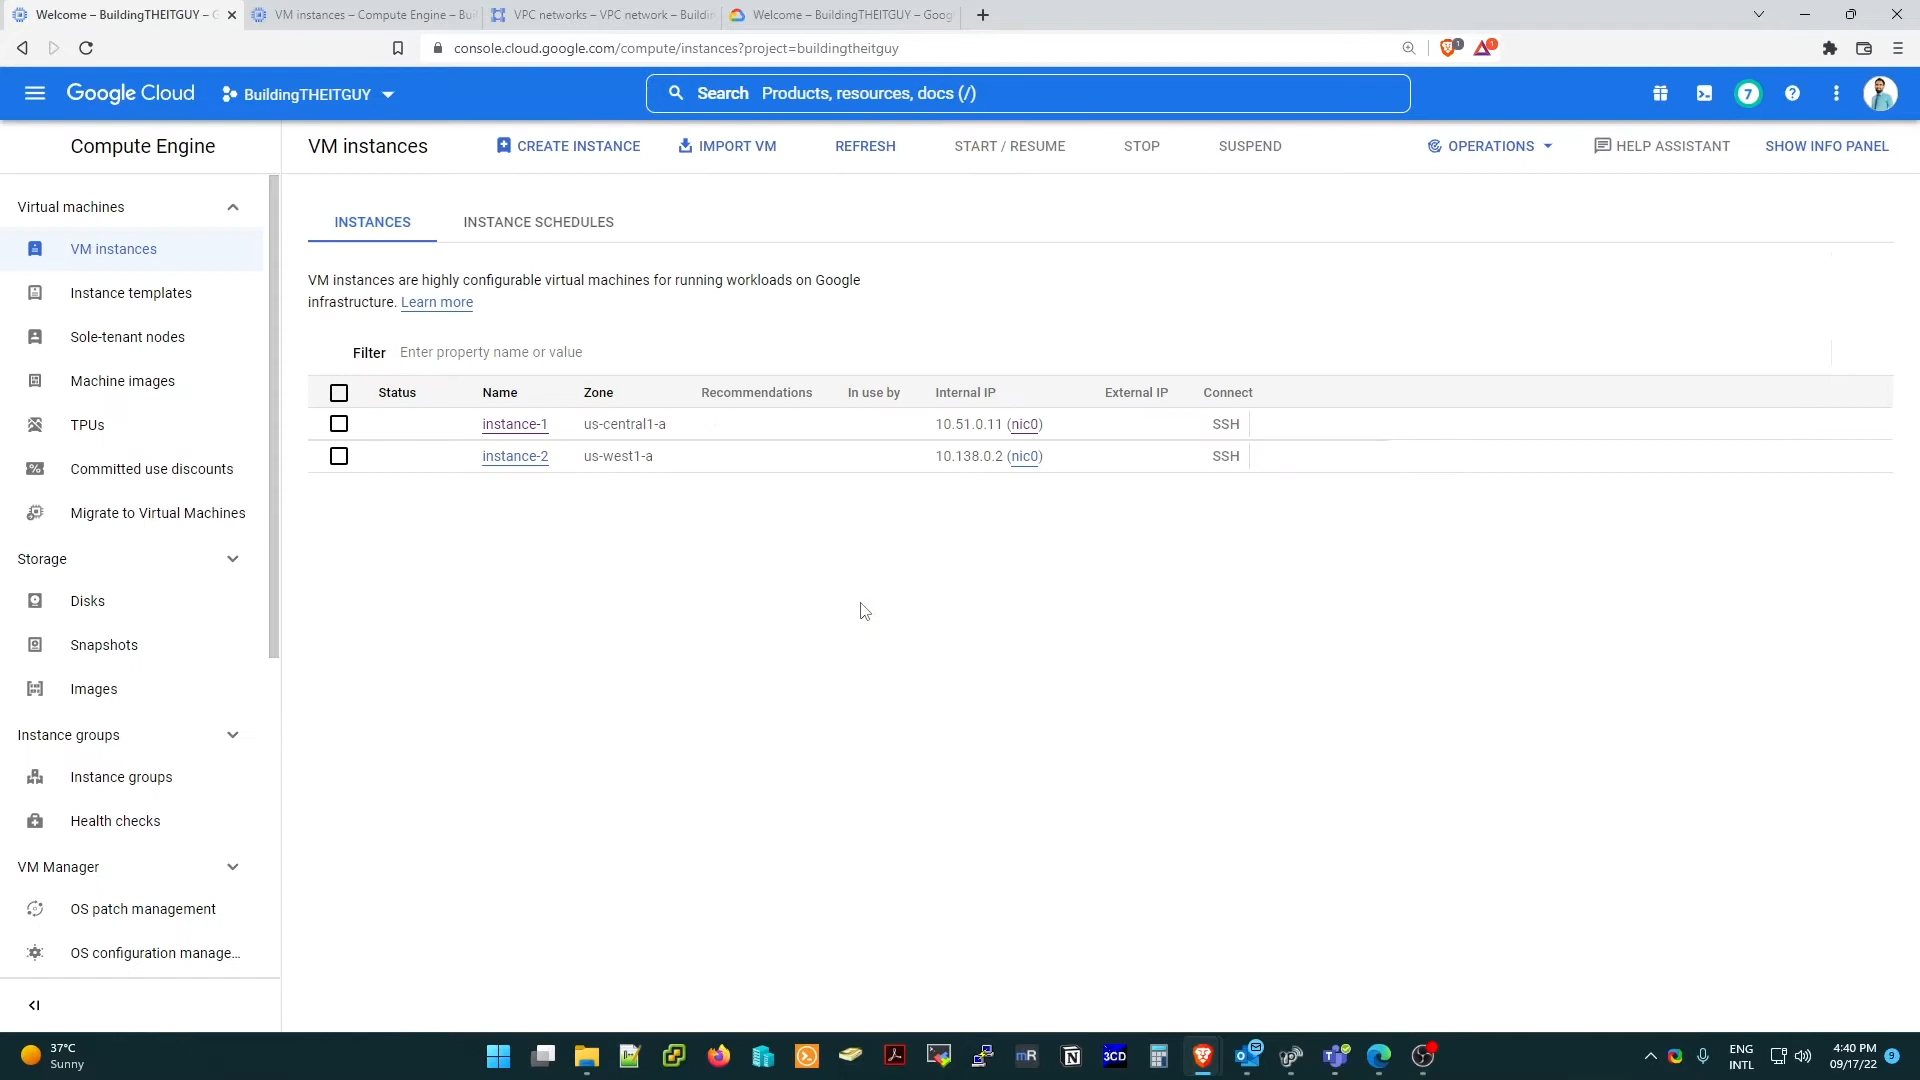 Welcome – BuildingTHEITGUY – G
VM instances – Compute Engine – Bui
VPC networks – VPC network – Buildin
Welcome – BuildingTHEITGUY – Goog
console.cloud.google.com/compute/instances?project=buildingtheitguy
1
1
Google Cloud
BuildingTHEITGUY
Search Products, resources, docs (/)
7
Compute Engine
VM instances
CREATE INSTANCE
IMPORT VM
REFRESH
START / RESUME
STOP
SUSPEND
OPERATIONS
HELP ASSISTANT
SHOW INFO PANEL
Virtual machines
VM instances
Instance templates
Sole-tenant nodes
Machine images
TPUs
Committed use discounts
Migrate to Virtual Machines
Storage
Disks
Snapshots
Images
Instance groups
Instance groups
Health checks
VM Manager
OS patch management
OS configuration manage...
INSTANCES
INSTANCE SCHEDULES
VM instances are highly configurable virtual machines for running workloads on Google
infrastructure. Learn more
Filter Enter property name or value
Status Name Zone Recommendations In use by Internal IP External IP Connect
instance-1 us-central1-a 10.51.0.11 (nic0) SSH
instance-2 us-west1-a 10.138.0.2 (nic0) SSH
37°C
Sunny
mR
3CD
ENG
INTL
4:40 PM
09/17/22
9